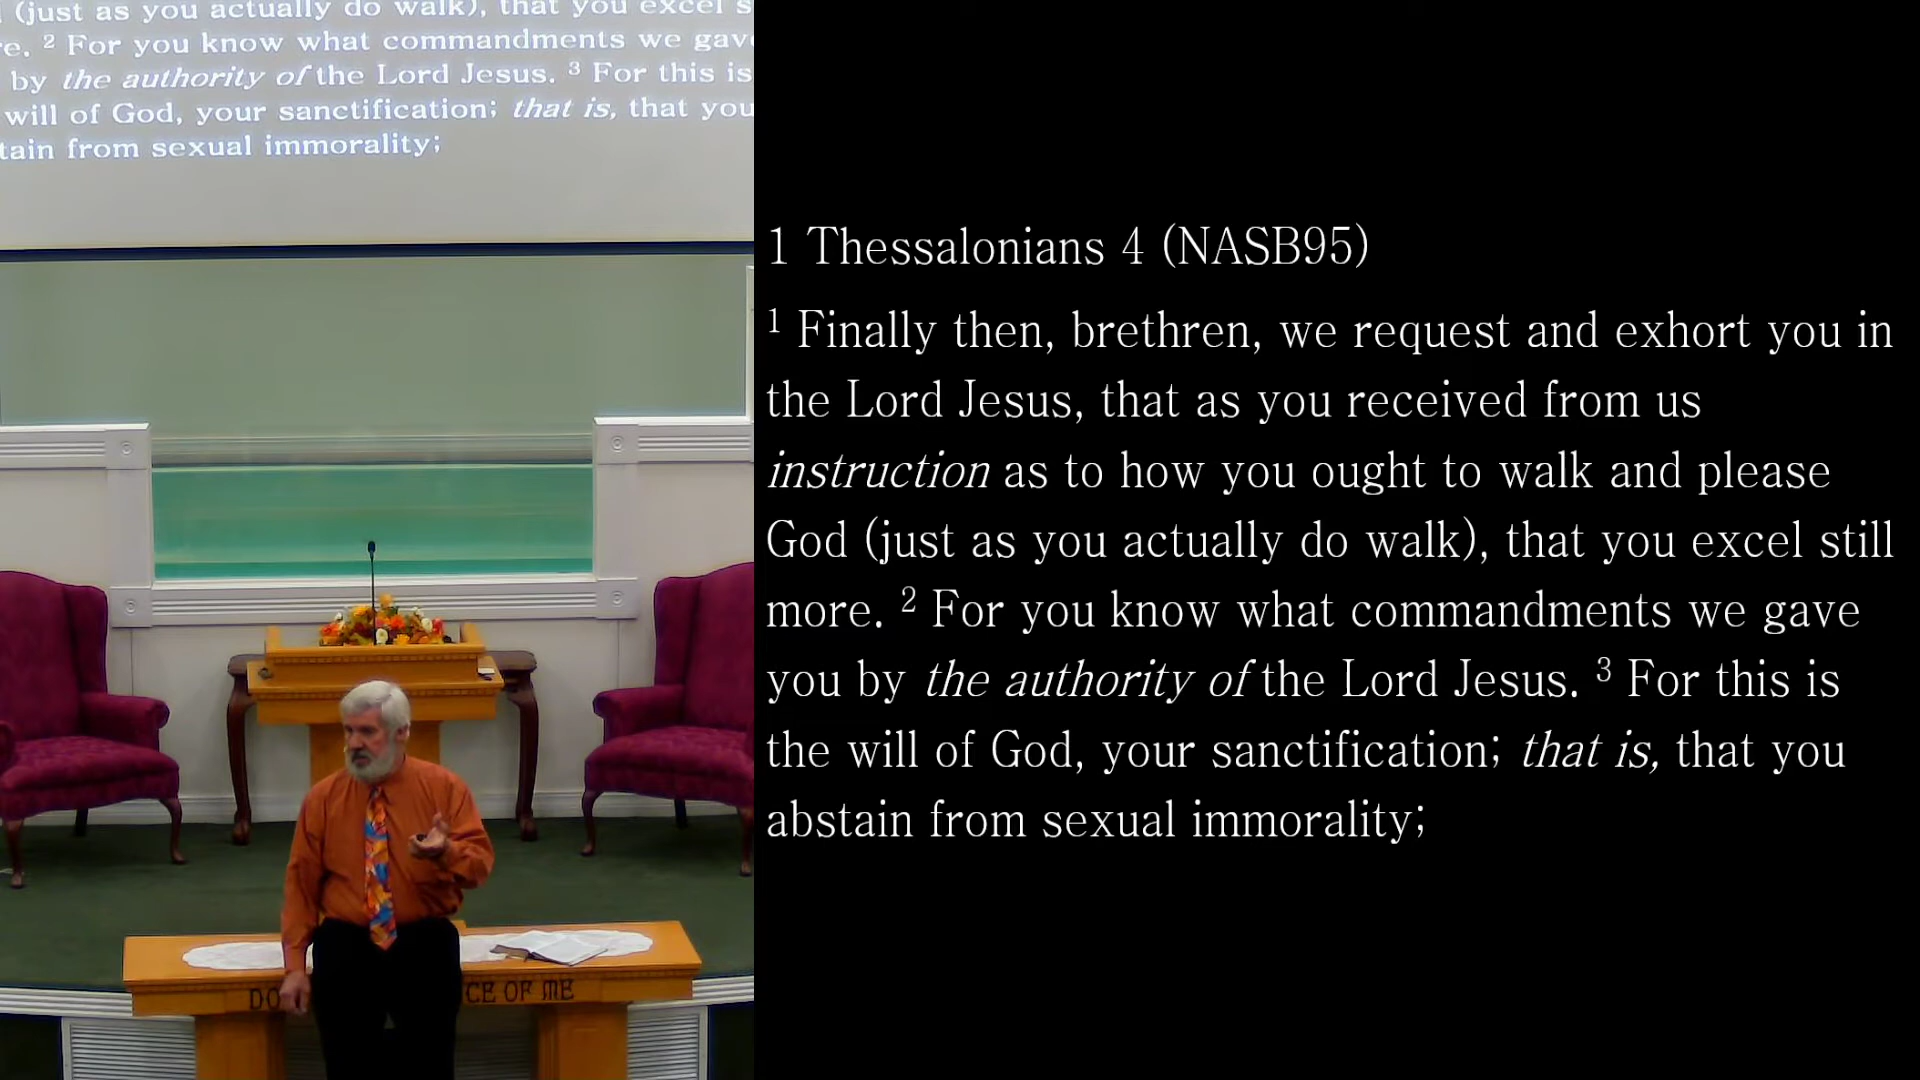 (just as you actually do walk), that you excel s
re. ² For you know what commandments we gave
by the authority of the Lord Jesus. ³ For this is
will of God, your sanctification; that is, that you
tain from sexual immorality;
DO
CE OF ME
1 Thessalonians 4 (NASB95)
¹ Finally then, brethren, we request and exhort you in
the Lord Jesus, that as you received from us
instruction as to how you ought to walk and please
God (just as you actually do walk), that you excel still
more. ² For you know what commandments we gave
you by the authority of the Lord Jesus. ³ For this is
the will of God, your sanctification; that is, that you
abstain from sexual immorality;